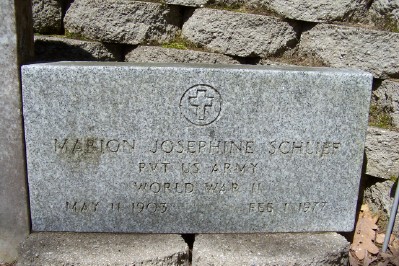 MARION JOSEPHINE SCHLIEF
PVT US ARMY
WORLD WAR II
MAY 11 1903 FEB 1 1977